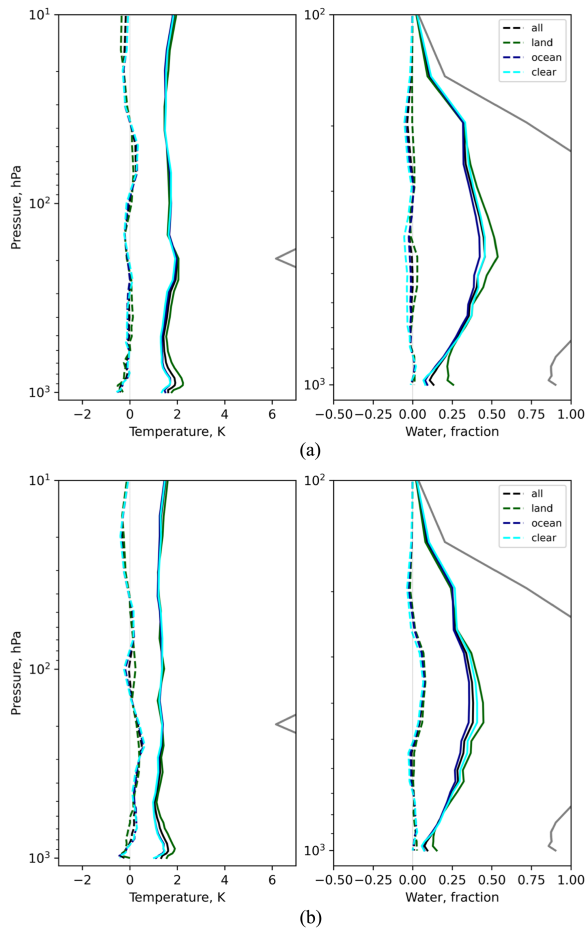 10¹
10²
10³
Pressure, hPa
−2 0 2 4 6
Temperature, K
10²
10³
all
land
ocean
clear
−0.50 −0.25 0.00 0.25 0.50 0.75 1.00
Water, fraction
(a)
10¹
10²
10³
Pressure, hPa
−2 0 2 4 6
Temperature, K
10²
10³
all
land
ocean
clear
−0.50 −0.25 0.00 0.25 0.50 0.75 1.00
Water, fraction
(b)